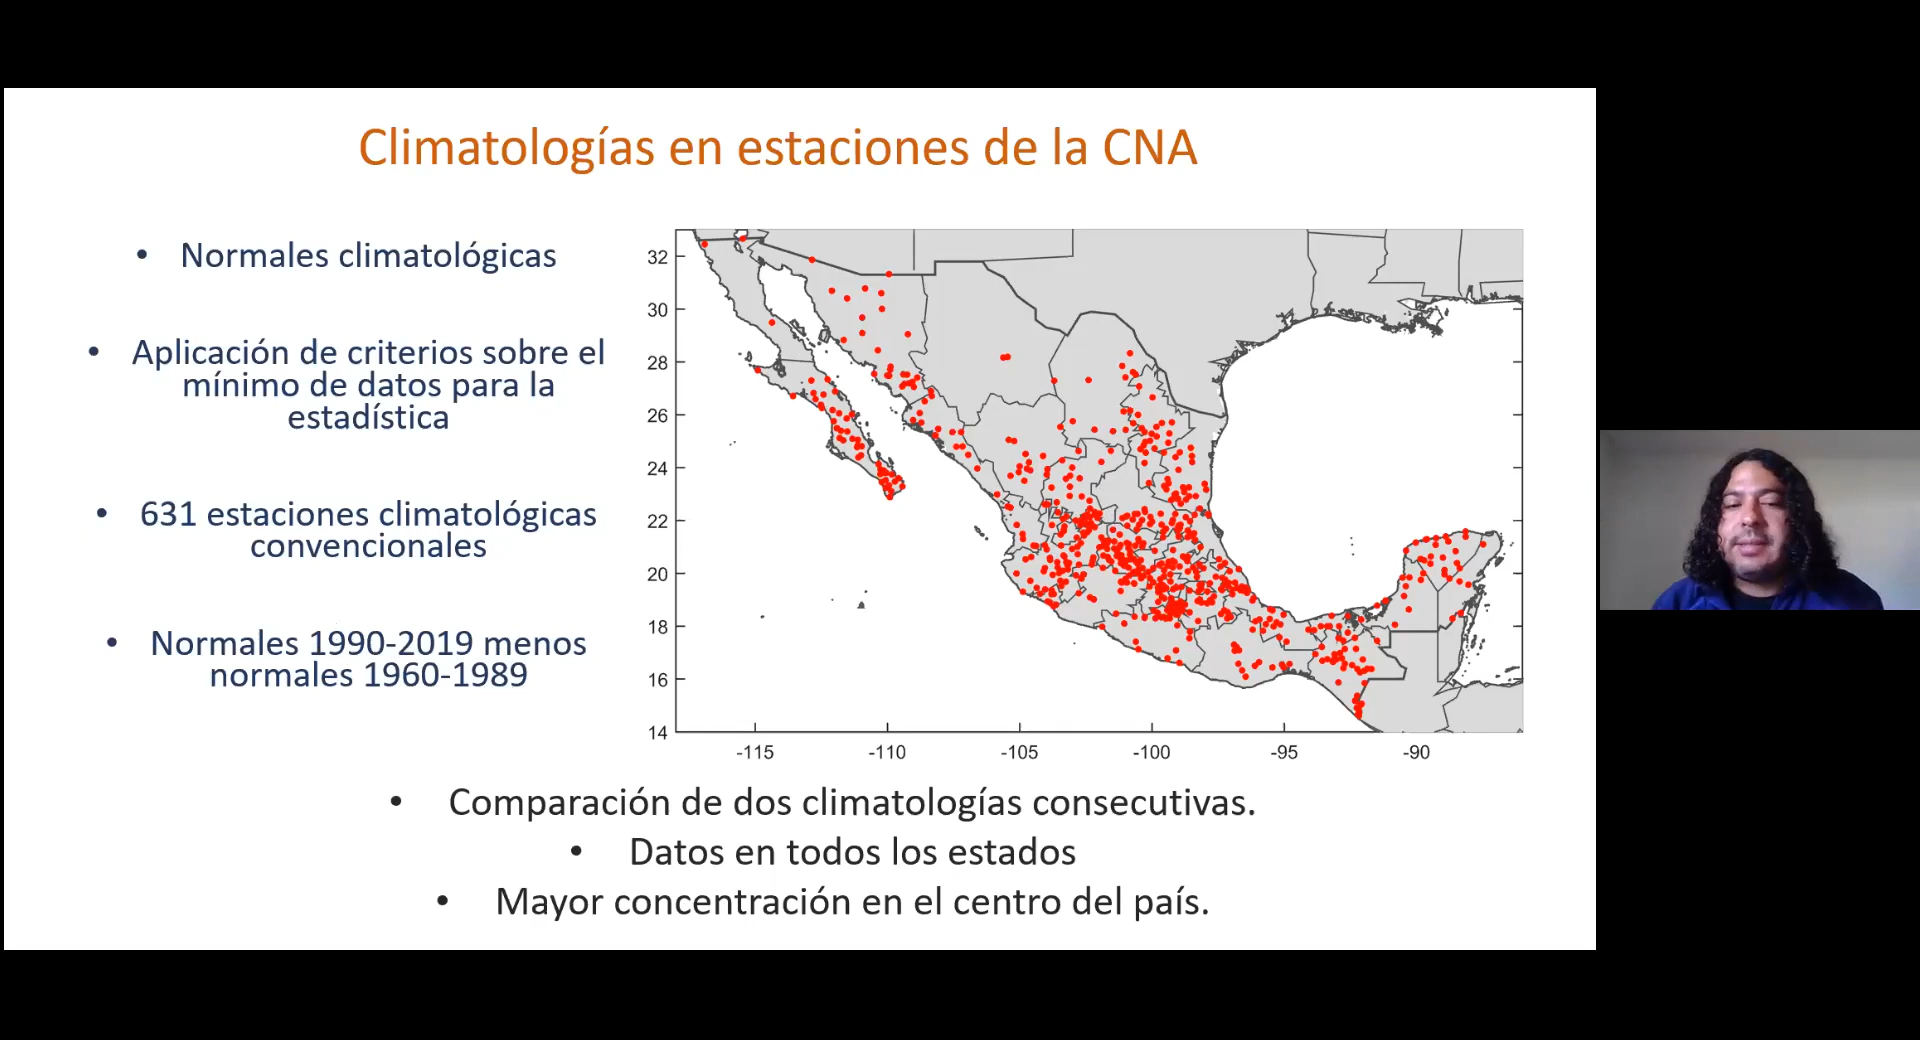 Climatologías en estaciones de la CNA
• Normales climatológicas
• Aplicación de criterios sobre el
mínimo de datos para la
estadística
• 631 estaciones climatológicas
convencionales
• Normales 1990-2019 menos
normales 1960-1989
32
30
28
26
24
22
20
18
16
14
-115 -110 -105 -100 -95 -90
• Comparación de dos climatologías consecutivas.
• Datos en todos los estados
• Mayor concentración en el centro del país.